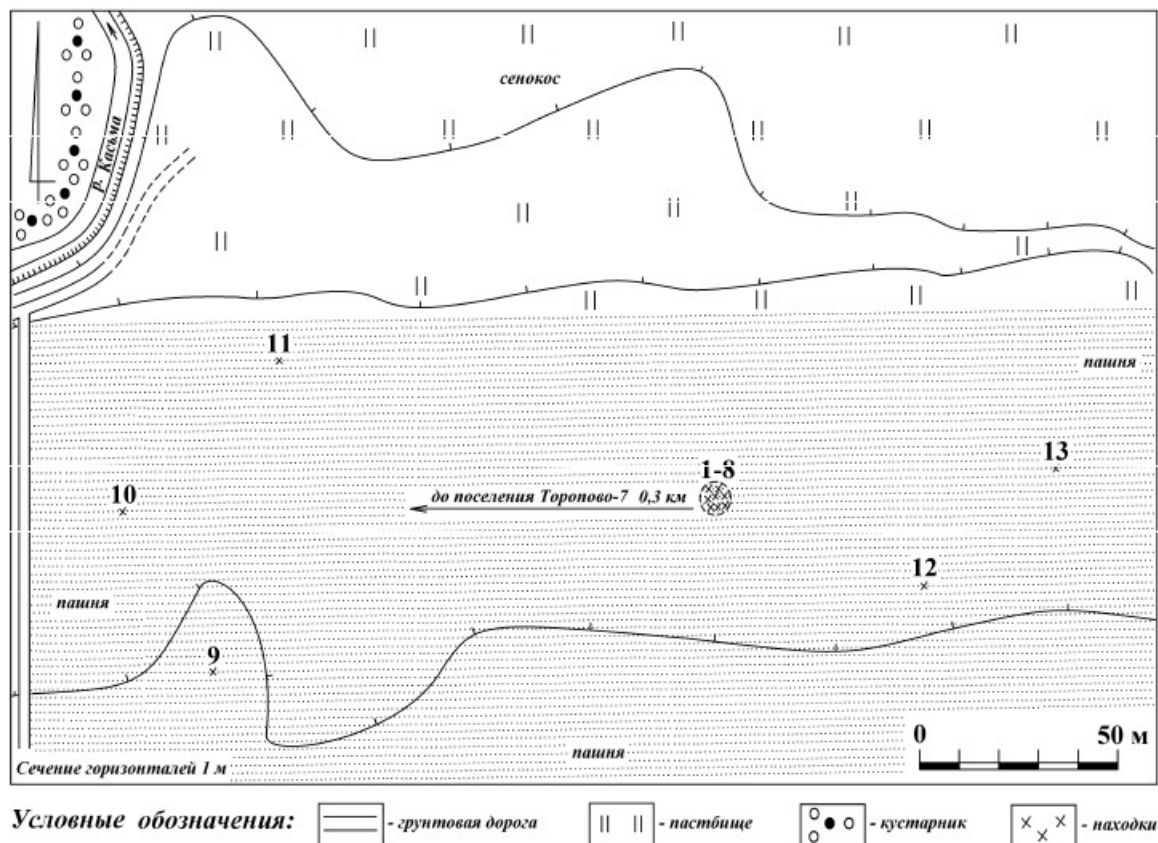 сенокос
р. Касьма
11
пашня
13
1-8
10
до поселения Торопово-7 0,3 км
12
пашня
9
0 50 м
пашня
Сечение горизонталей 1 м
Условные обозначения: - грунтовая дорога - пастбище - кустарник - находки